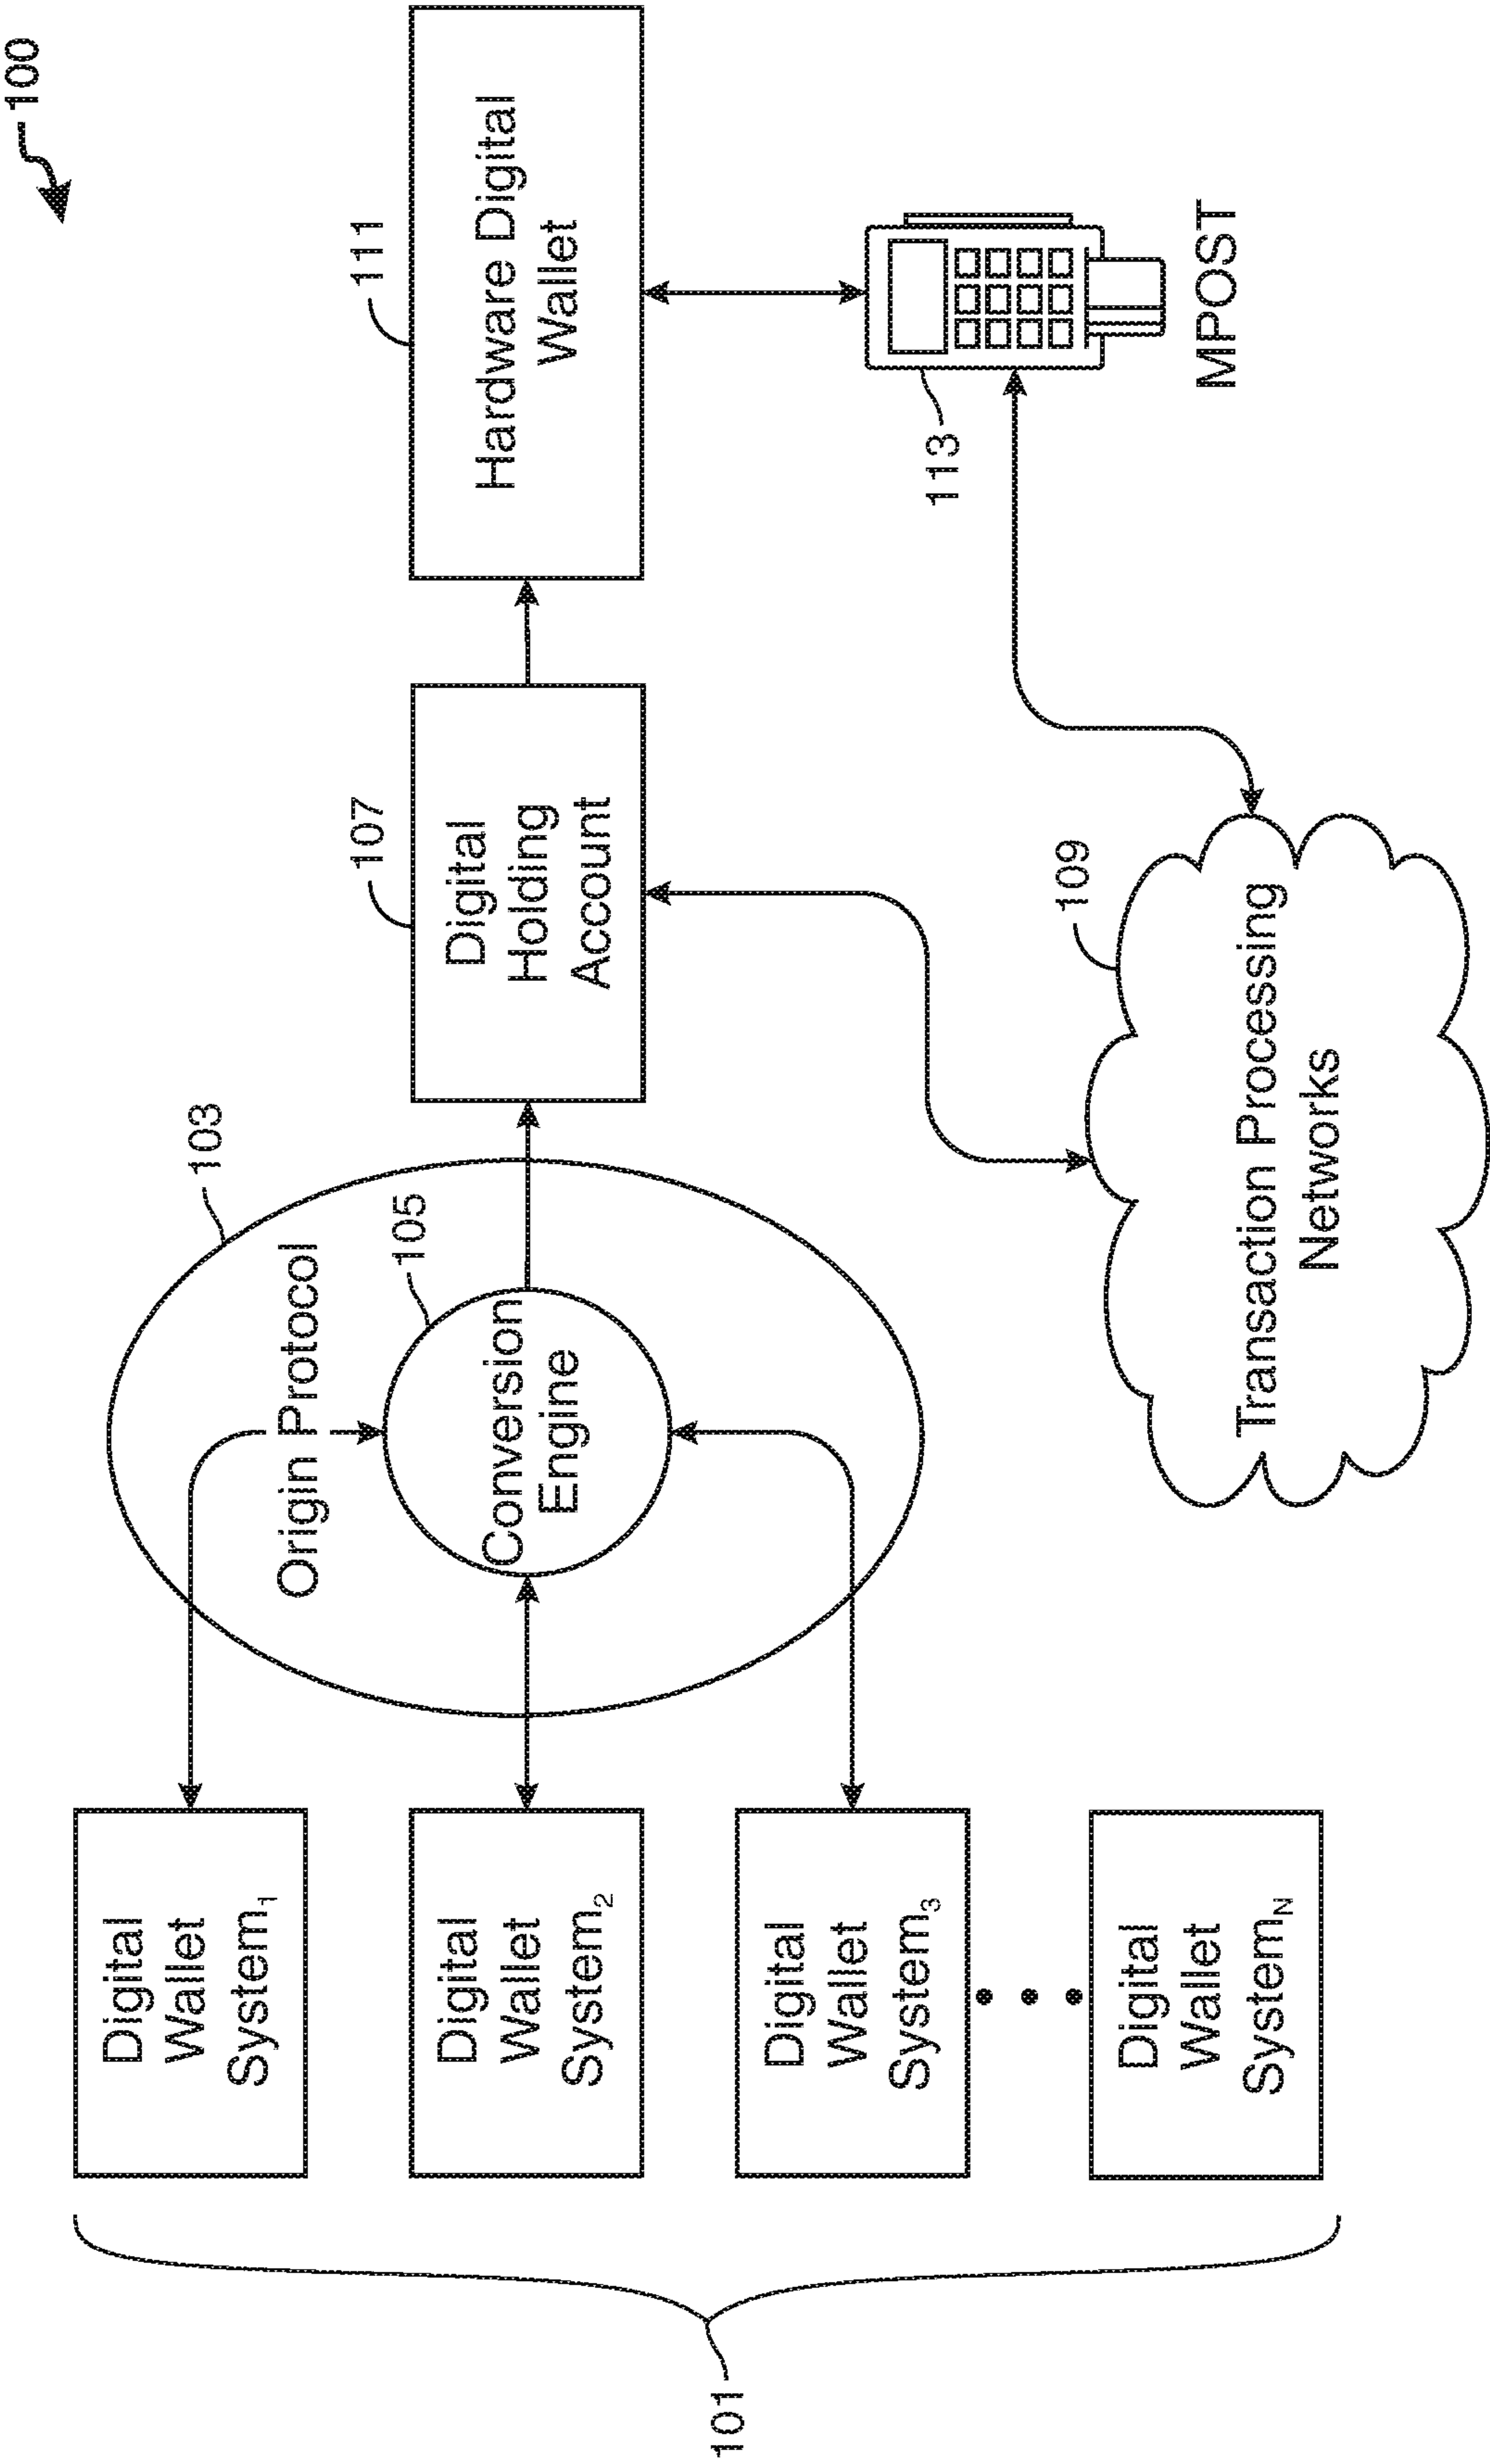 100
111
Hardware Digital
Wallet
107
Digital
Holding
Account
103
Origin Protocol
105
Conversion
Engine
113
MPOST
109
Transaction Processing
Networks
Digital
Wallet
System₁
Digital
Wallet
System₂
Digital
Wallet
System₃
Digital
Wallet
Systemₙ
101